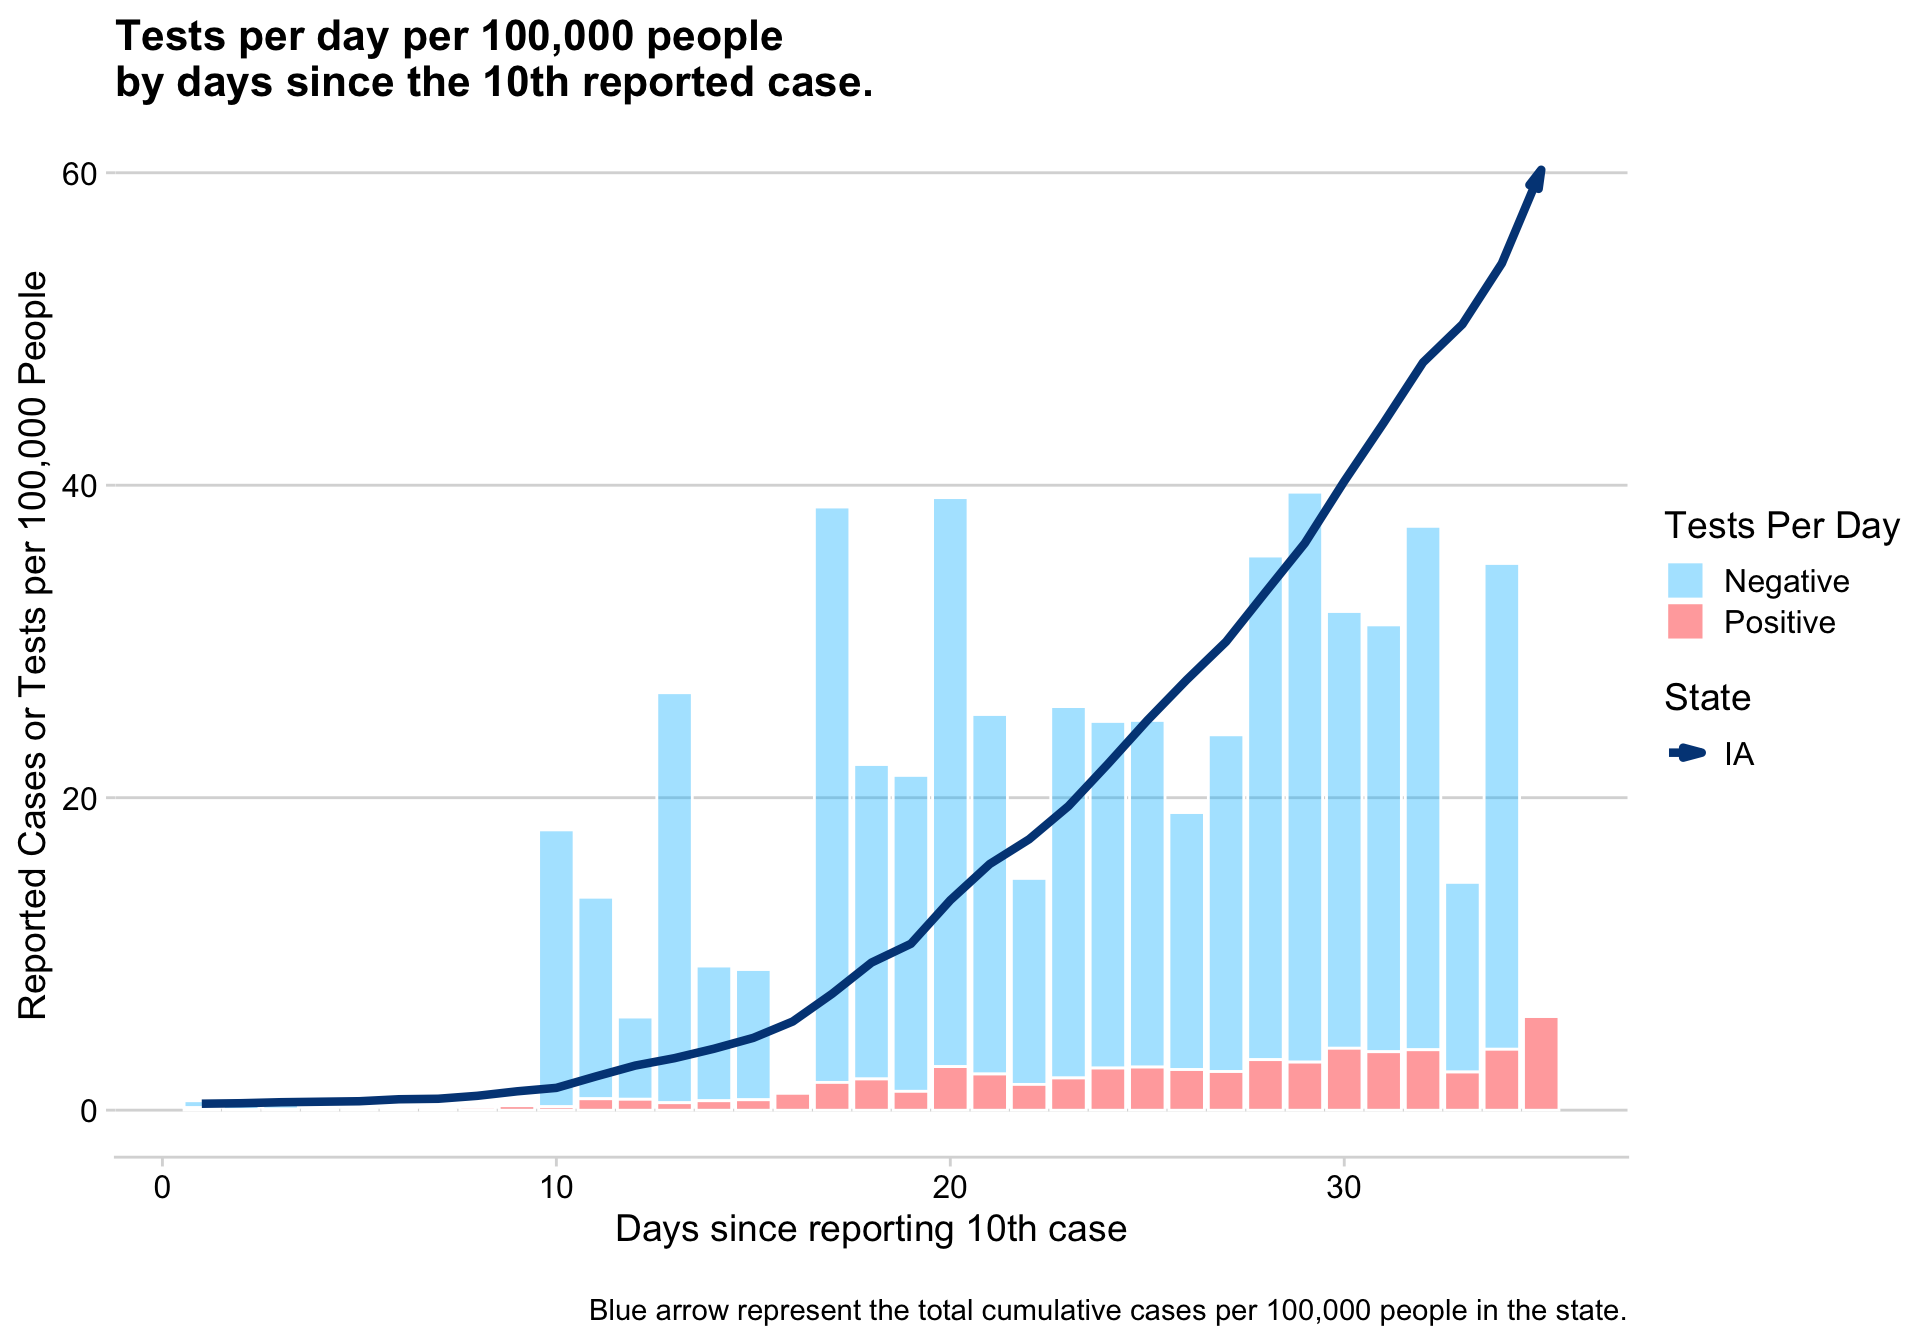 Tests per day per 100,000 people
by days since the 10th reported case.
Reported Cases or Tests per 100,000 People
60
40
20
0
0
10
20
30
Days since reporting 10th case
Tests Per Day
Negative
Positive
State
IA
Blue arrow represent the total cumulative cases per 100,000 people in the state.